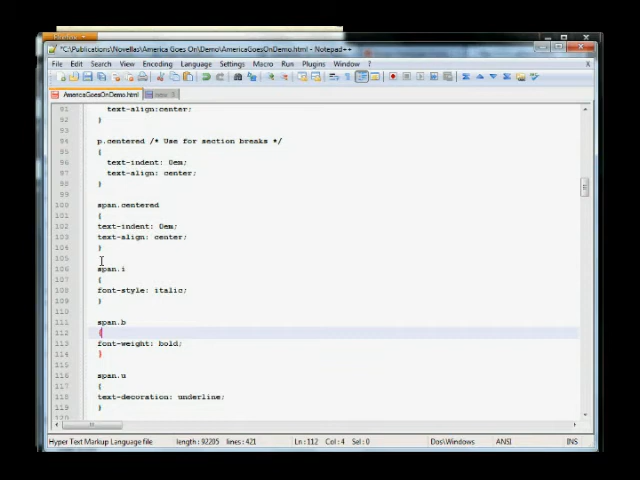 *C:\Publications\Novellas\America Goes On\Demo\AmericaGoesOnDemo.html - Notepad++
File Edit Search View Encoding Language Settings Macro Run Plugins Window ?
AmericaGoesOnDemo.html new 3
91 text-align:center;
92 }
93
94 p.centered /* Use for section breaks */
95 {
96 text-indent: 0em;
97 text-align: center;
98 }
99
100 span.centered
101 {
102 text-indent: 0em;
103 text-align: center;
104 }
105
106 span.i
107 {
108 font-style: italic;
109 }
110
111 span.b
112 {
113 font-weight: bold;
114 }
115
116 span.u
117 {
118 text-decoration: underline;
119 }
120
Hyper Text Markup Language file length : 92205 lines : 421 Ln : 112 Col : 4 Sel : 0 Dos\Windows ANSI INS